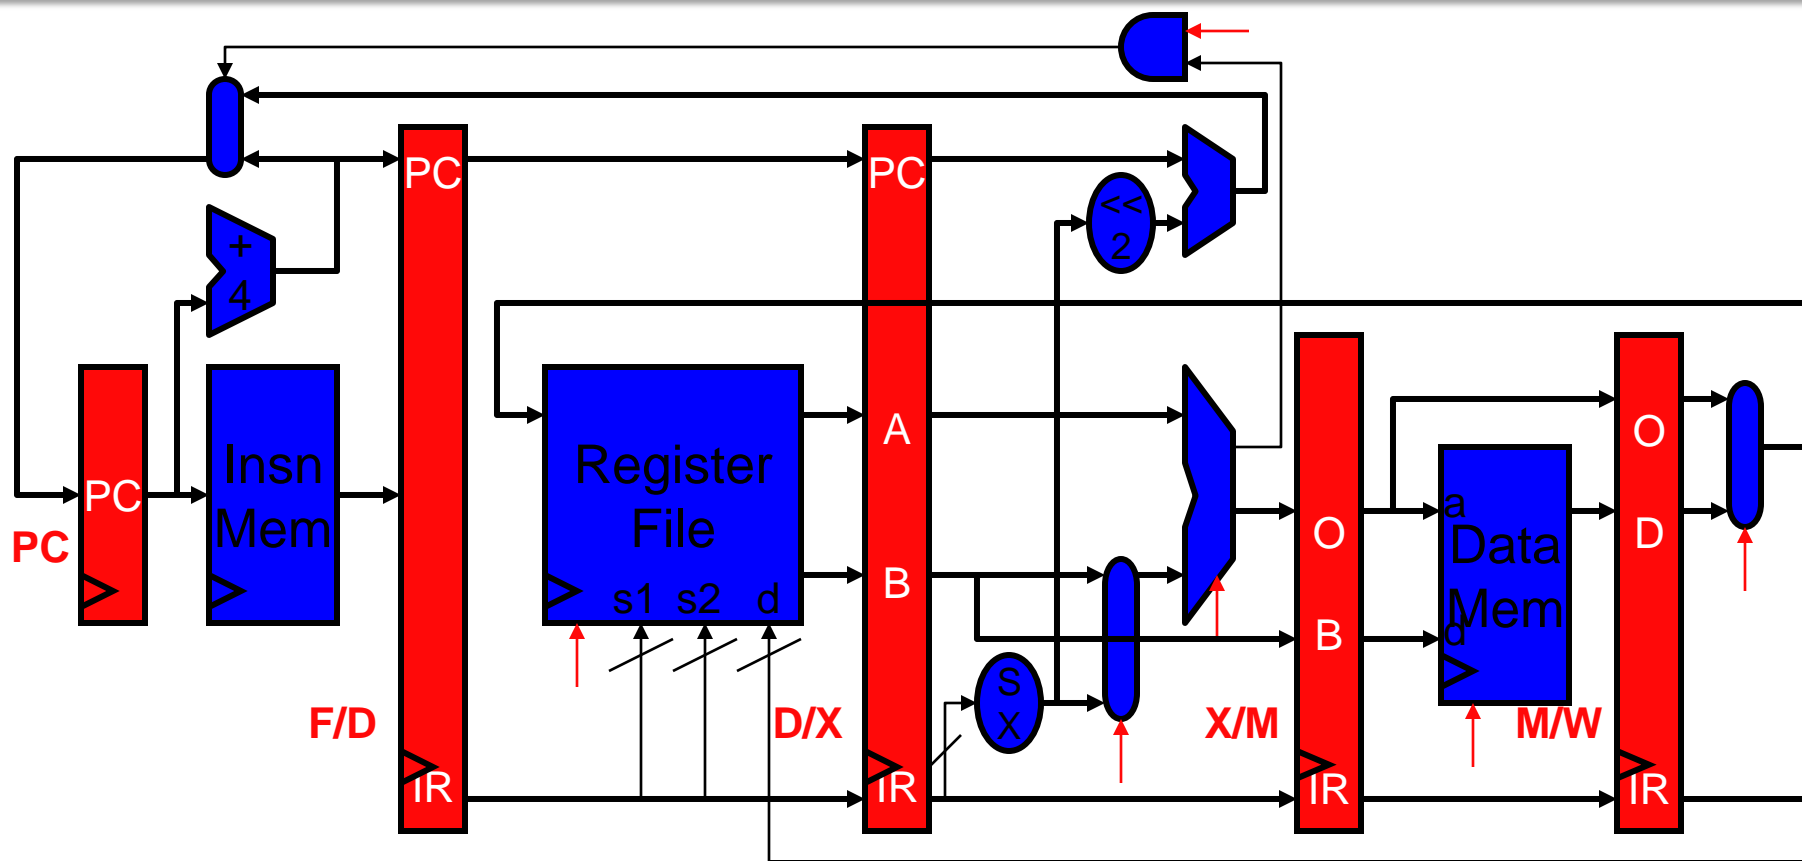 PC
PC
<<
2
+
4
A
O
Insn
Mem
Register
File
PC
PC
a
Data
Mem
d
O
D
B
s1
s2
d
B
S
X
F/D
D/X
X/M
M/W
IR
IR
IR
IR